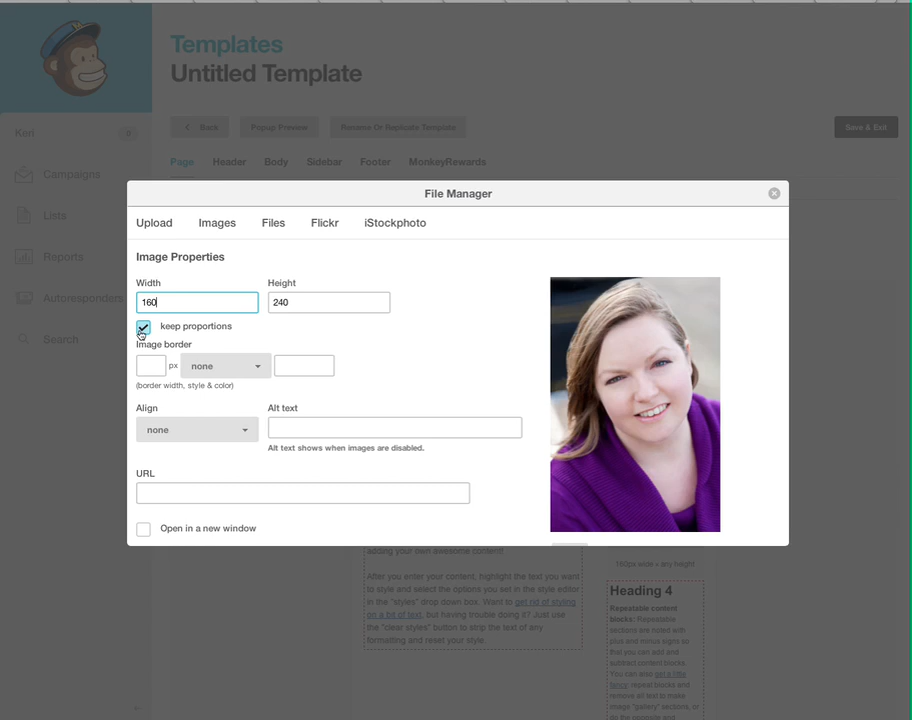 Templates
Untitled Template
Keri 0
Back Popup Preview Rename Or Replicate Template Save & Exit
Page Header Body Sidebar Footer MonkeyRewards
Campaigns
Lists
Reports
Autoresponders
Search
File Manager
Upload Images Files Flickr iStockphoto
Image Properties
Width Height
160 240
keep proportions
Image border
px none
(border width, style & color)
Align Alt text
none
Alt text shows when images are disabled.
URL
Open in a new window
adding your own awesome content!
After you enter your content, highlight the text you want
to style and select the options you set in the style editor
in the "styles" drop down box. Want to get rid of styling
on a bit of text, but having trouble doing it? Just use
the "clear styles" button to strip the text of any
formatting and reset your style.
160px wide × any height
Heading 4
Repeatable content
blocks: Repeatable
sections are noted with
plus and minus signs so
that you can add and
subtract content blocks.
You can also get a little
fancy: repeat blocks and
remove all text to make
image "gallery" sections, or